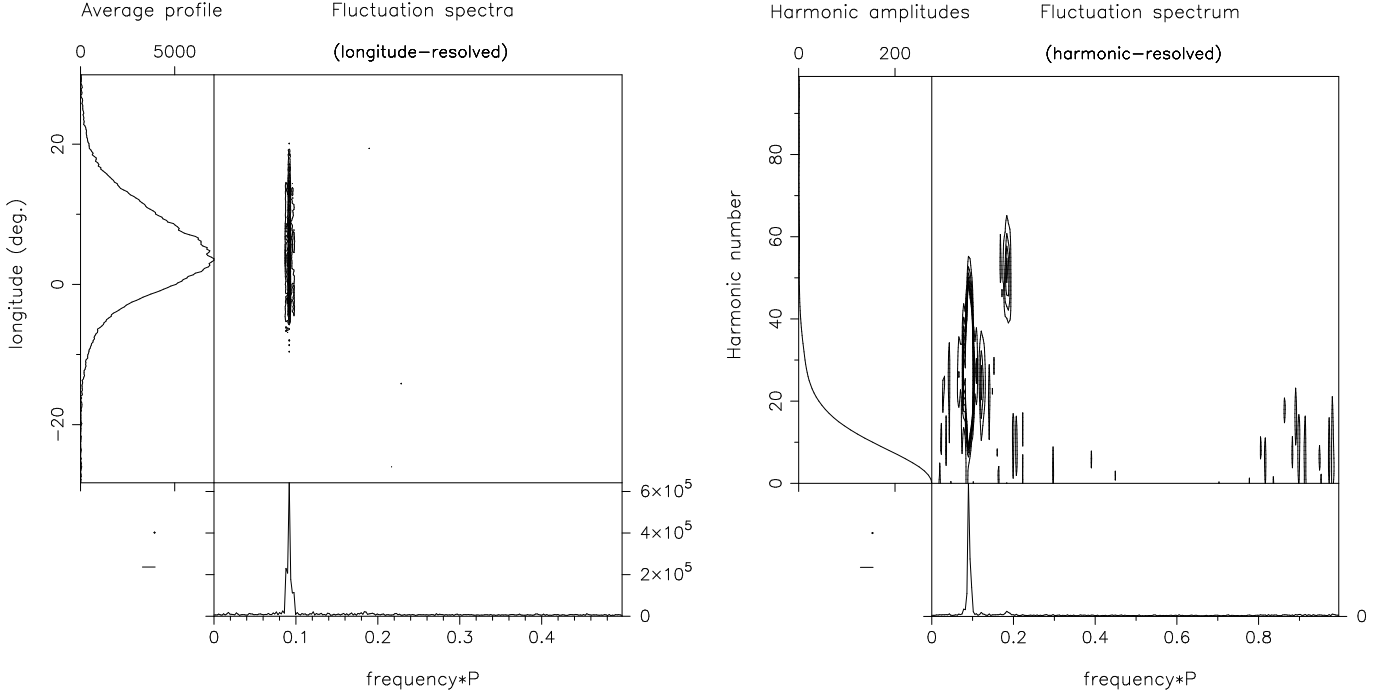 Average profile Fluctuation spectra
0 5000 (longitude−resolved)
longitude (deg.)
20
0
−20
6×10⁵
4×10⁵
2×10⁵
0
0 0.1 0.2 0.3 0.4
frequency*P
Harmonic amplitudes Fluctuation spectrum
0 200 (harmonic−resolved)
Harmonic number
80
60
40
20
0
0
0 0.2 0.4 0.6 0.8
frequency*P